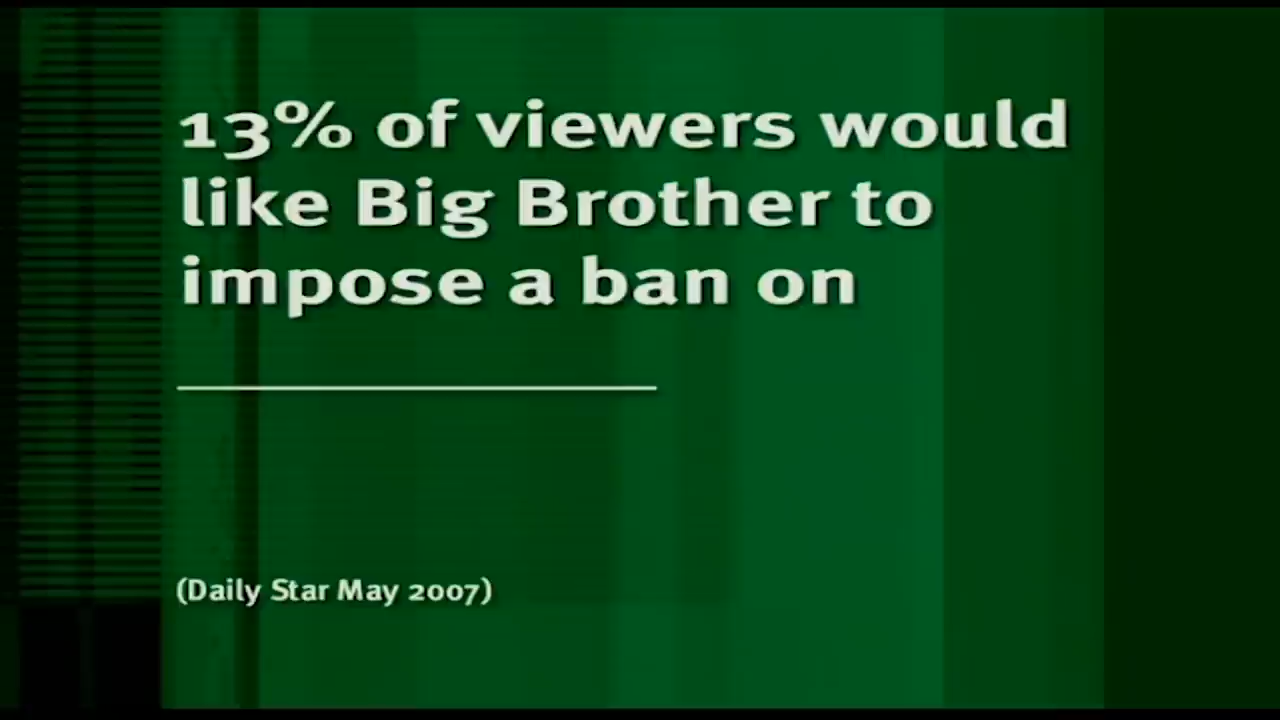 13% of viewers would
like Big Brother to
impose a ban on
(Daily Star May 2007)